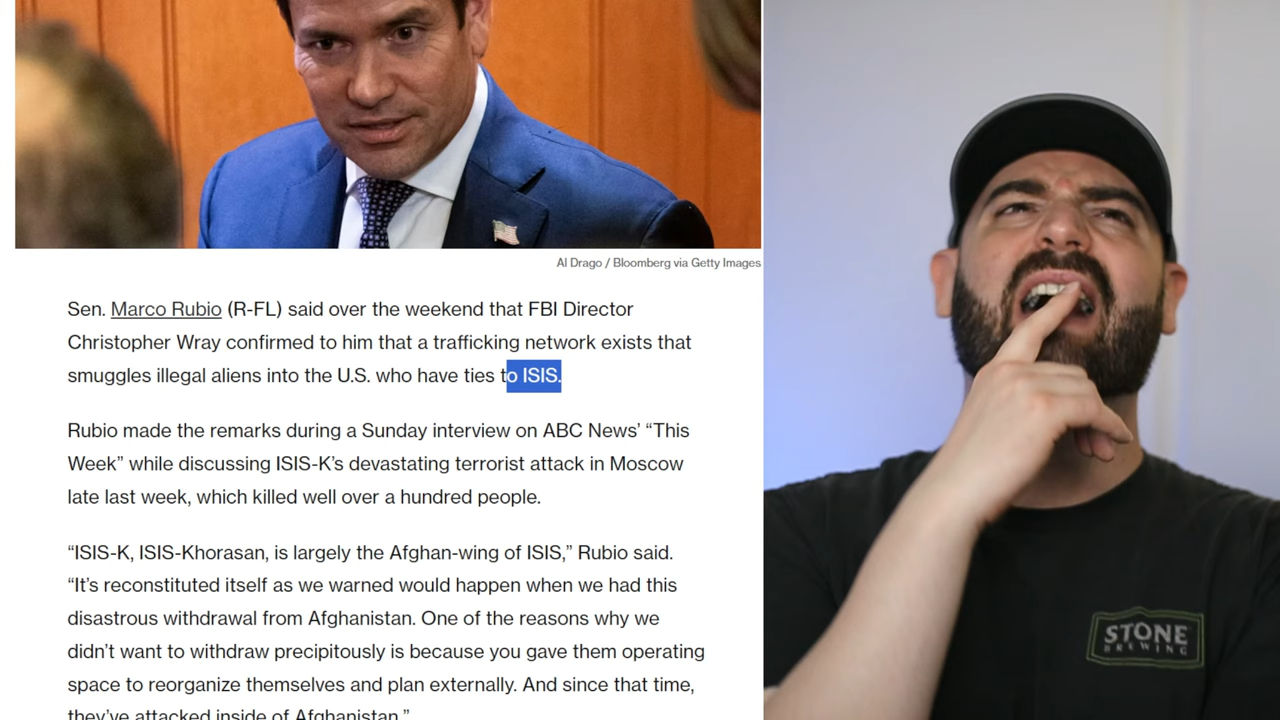 Al Drago / Bloomberg via Getty Images
Sen. Marco Rubio (R-FL) said over the weekend that FBI Director
Christopher Wray confirmed to him that a trafficking network exists that
smuggles illegal aliens into the U.S. who have ties to ISIS.
Rubio made the remarks during a Sunday interview on ABC News’ “This
Week” while discussing ISIS-K’s devastating terrorist attack in Moscow
late last week, which killed well over a hundred people.
“ISIS-K, ISIS-Khorasan, is largely the Afghan-wing of ISIS,” Rubio said.
“It’s reconstituted itself as we warned would happen when we had this
disastrous withdrawal from Afghanistan. One of the reasons why we
didn’t want to withdraw precipitously is because you gave them operating
space to reorganize themselves and plan externally. And since that time,
they’ve attacked inside of Afghanistan.”
STONE
BREWING